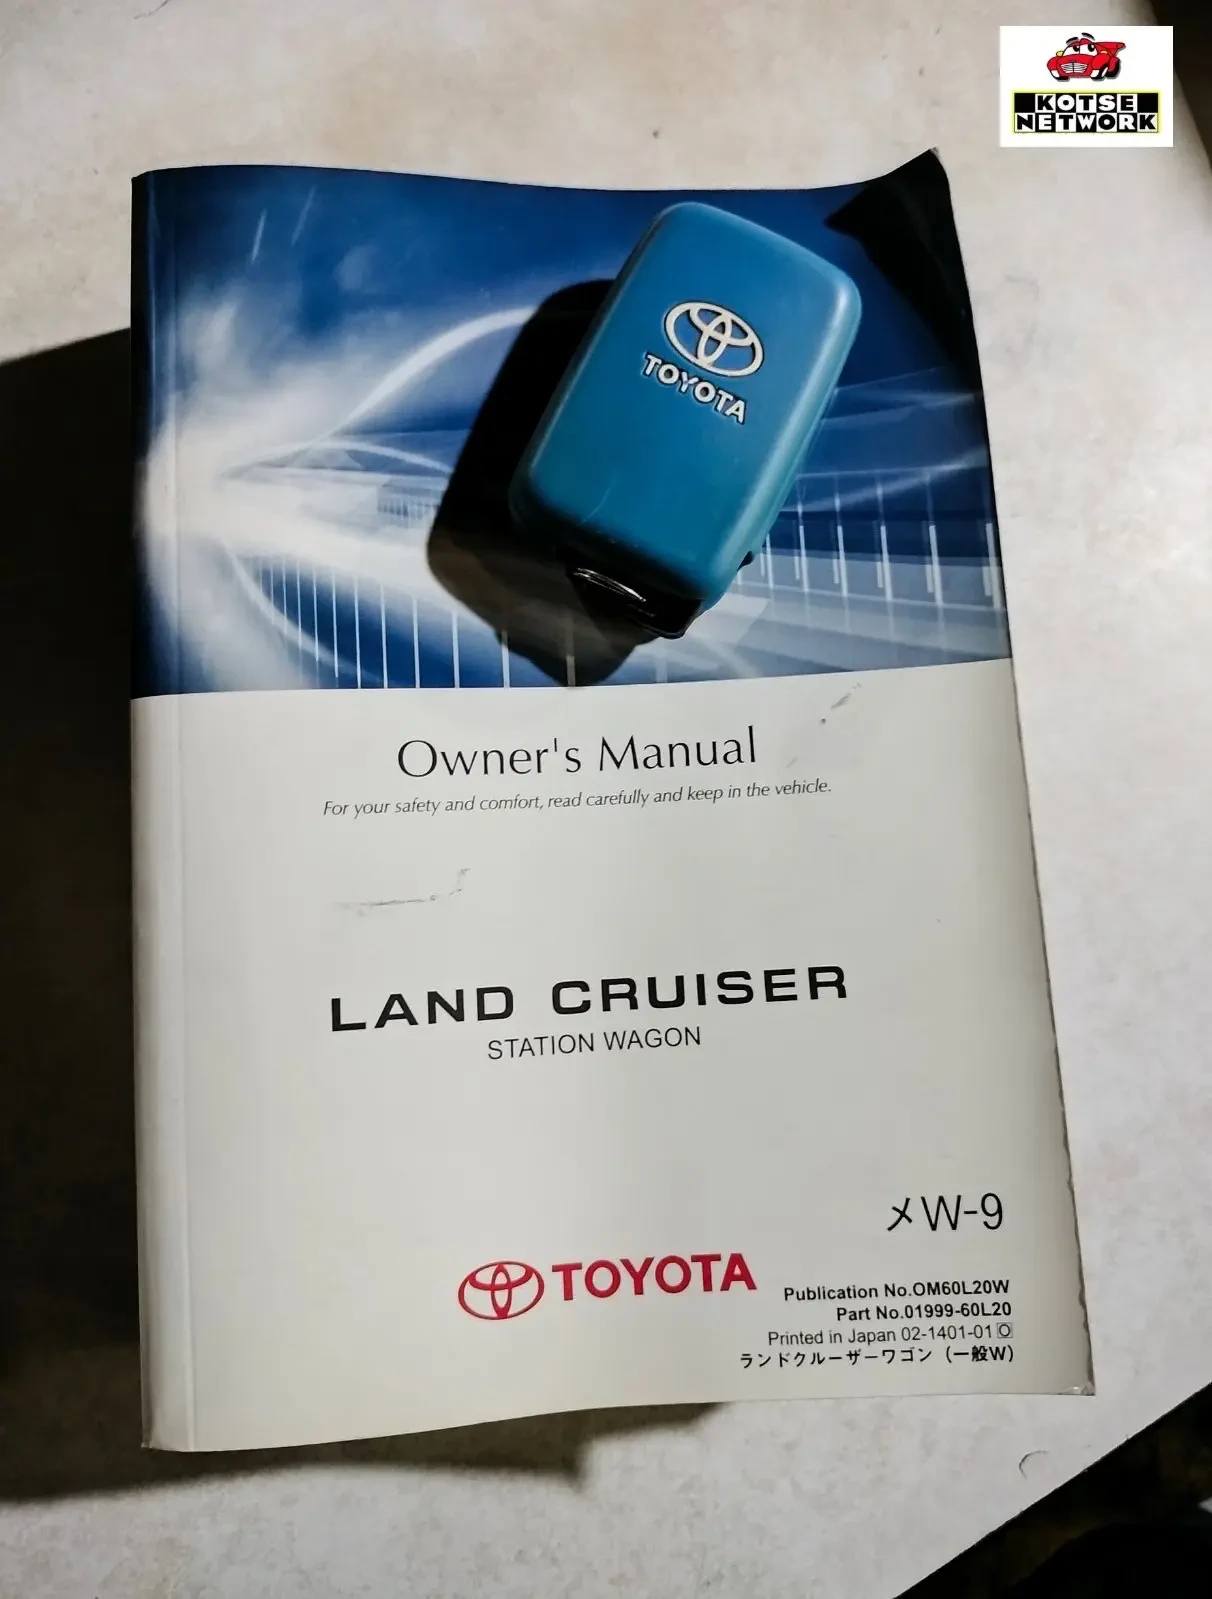 KOTSE
NETWORK
TOYOTA
Owner's Manual
For your safety and comfort, read carefully and keep in the vehicle.
LAND CRUISER
STATION WAGON
メW-9
TOYOTA
Publication No.OM60L20W
Part No.01999-60L20
Printed in Japan 02-1401-01 O
ランドクルーザーワゴン (一般W)